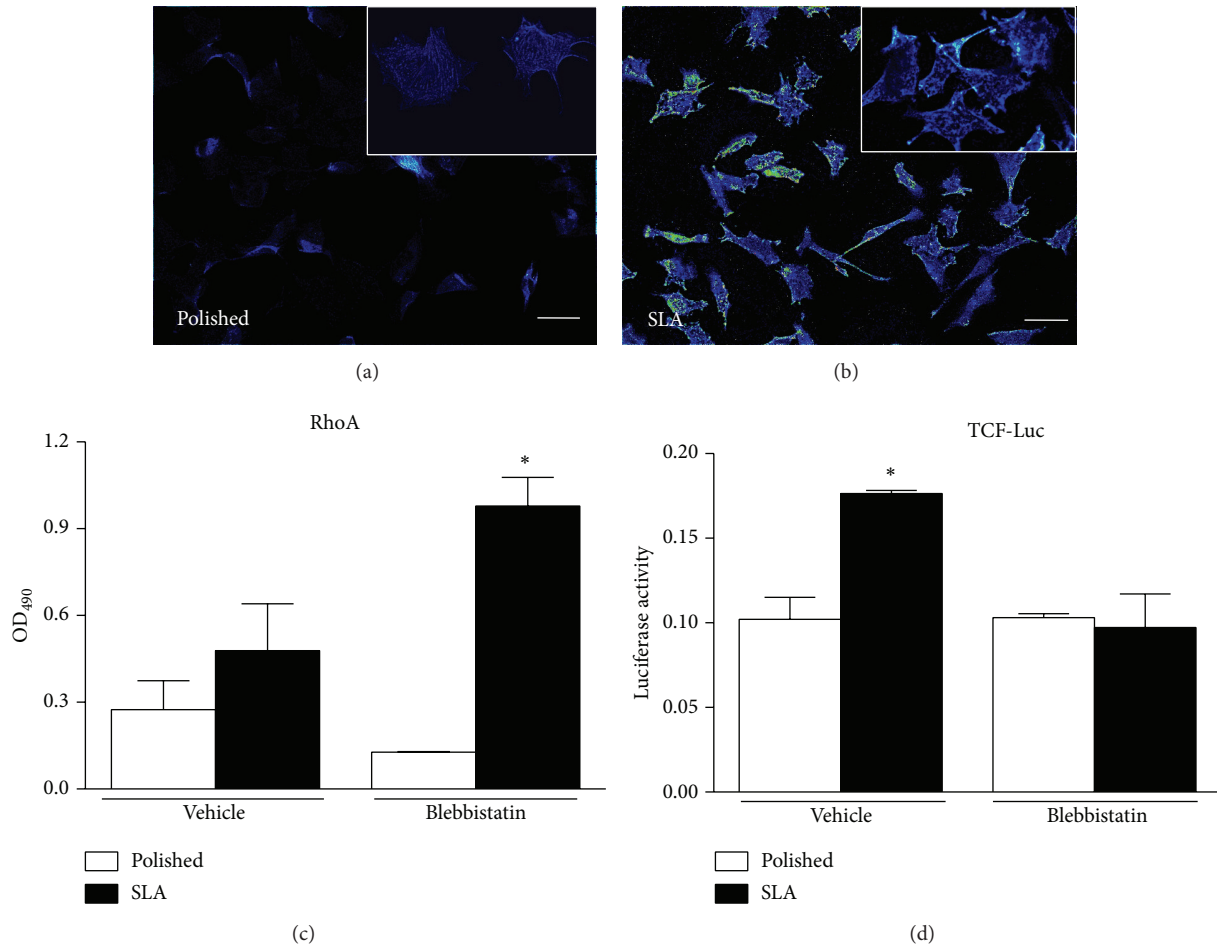 Polished
SLA
(a)
(b)
RhoA
1.2
0.9
0.6
0.3
0.0
OD490
*
Vehicle
Blebbistatin
Polished
SLA
(c)
TCF-Luc
0.20
0.15
0.10
0.05
0.00
Luciferase activity
*
Vehicle
Blebbistatin
Polished
SLA
(d)